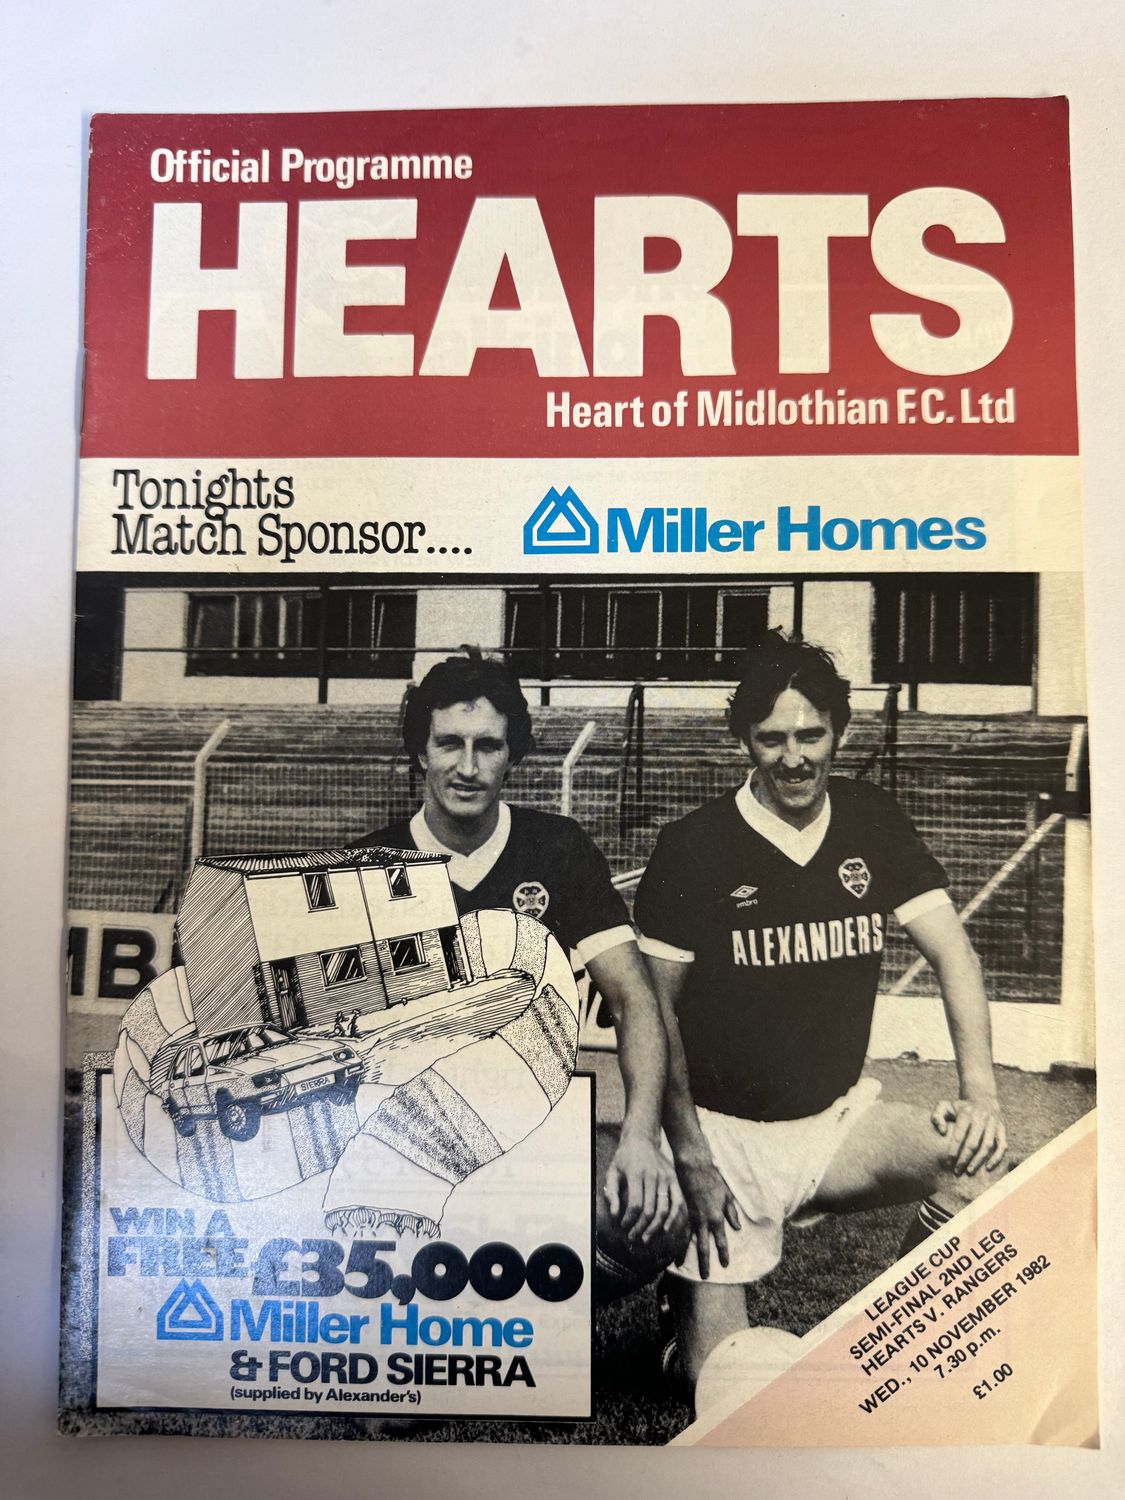 Official Programme
HEARTS
Heart of Midlothian F.C. Ltd
Tonights
Match Sponsor....
Miller Homes
umbro
ALEXANDERS
SIERRA
WIN A
FREE £35,000
Miller Home
& FORD SIERRA
(supplied by Alexander's)
LEAGUE CUP
SEMI-FINAL 2ND LEG
HEARTS V. RANGERS
WED., 10 NOVEMBER 1982
7.30 p.m.
£1.00